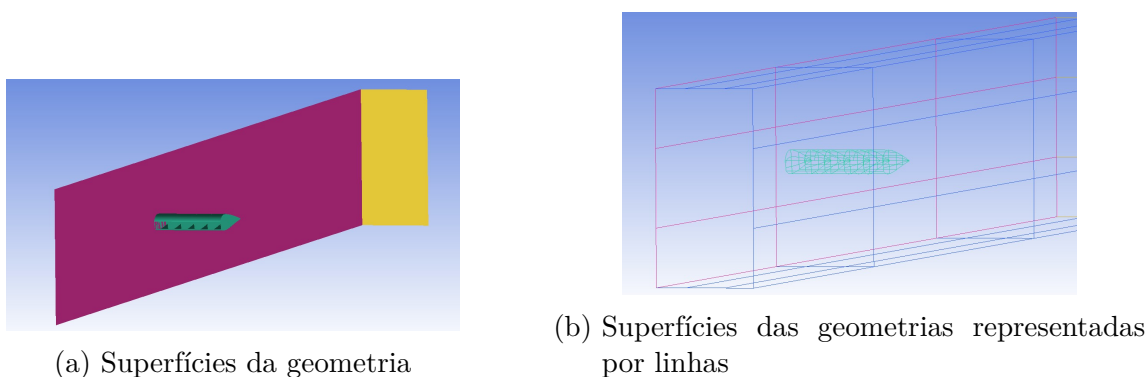 (a) Superfícies da geometria
(b) Superfícies das geometrias representadas
por linhas